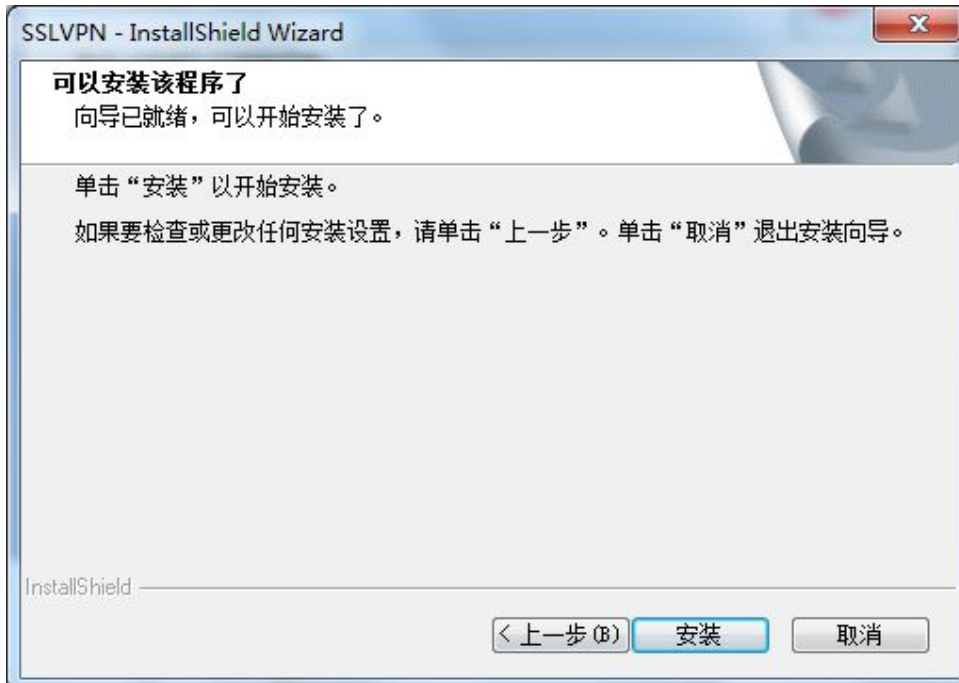 SSLVPN - InstallShield Wizard
可以安装该程序了
向导已就绪，可以开始安装了。
单击“安装”以开始安装。
如果要检查或更改任何安装设置，请单击“上一步”。单击“取消”退出安装向导。
InstallShield
< 上一步(B)
安装
取消